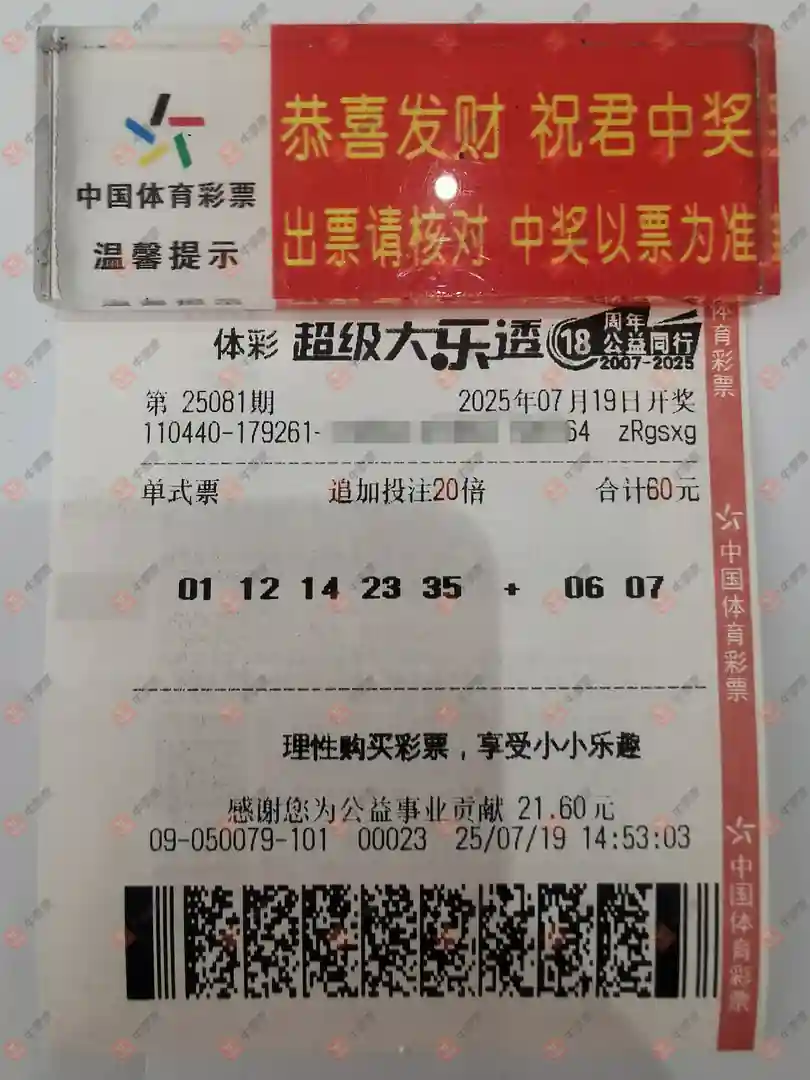 恭喜发财 祝君中奖
中国体育彩票
温馨提示
出票请核对 中奖以票为准
体彩 超级大乐透 18 周年 公益同行 2007-2025
第 25081期 2025年07月19日开奖
110440-179261- 64 zRgsxg
单式票 追加投注20倍 合计60元
01 12 14 23 35 + 06 07
理性购买彩票，享受小小乐趣
感谢您为公益事业贡献 21.60元
09-050079-101 00023 25/07/19 14:53:03
体育彩票
中国体育彩票
中国体育彩票